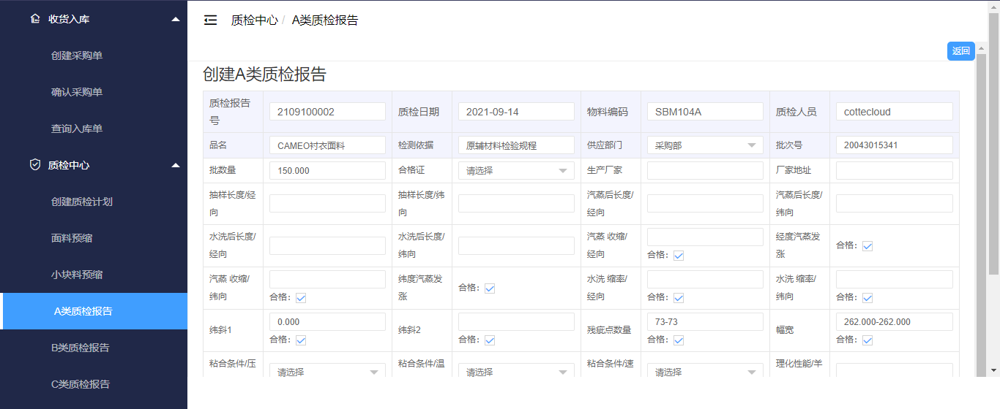 收货入库
创建采购单
确认采购单
查询入库单
质检中心
创建质检计划
面料预缩
小块料预缩
A类质检报告
B类质检报告
C类质检报告
质检中心 / A类质检报告
返回
创建A类质检报告
质检报告号 2109100002 质检日期 2021-09-14 物料编码 SBM104A 质检人员 cottecloud
品名 CAMEO衬衣面料 检测依据 原辅材料检验规程 供应部门 采购部 批次号 20043015341
批数量 150.000 合格证 请选择 生产厂家 厂家地址
抽样长度/经向 抽样长度/纬向 汽蒸后长度/经向 汽蒸后长度/纬向
水洗后长度/经向 水洗后长度/纬向 汽蒸 收缩/经向 合格： 经度汽蒸发涨 合格：
汽蒸 收缩/纬向 合格： 纬度汽蒸发涨 合格： 水洗 缩率/经向 合格： 水洗 缩率/纬向 合格：
纬斜1 0.000 合格： 纬斜2 合格： 残疵点数量 73-73 合格： 幅宽 262.000-262.000 合格：
粘合条件/压 请选择 粘合条件/温 请选择 粘合条件/速 请选择 理化性能/羊